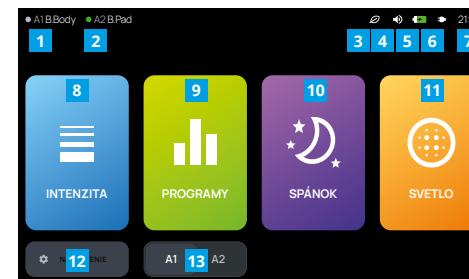 A1 B.Body A2 B.Pad 21:
1 2 3 4 5 6 7
8 9 10 11
INTENZITA PROGRAMY SPÁNOK SVETLO
12 A1 13 A2